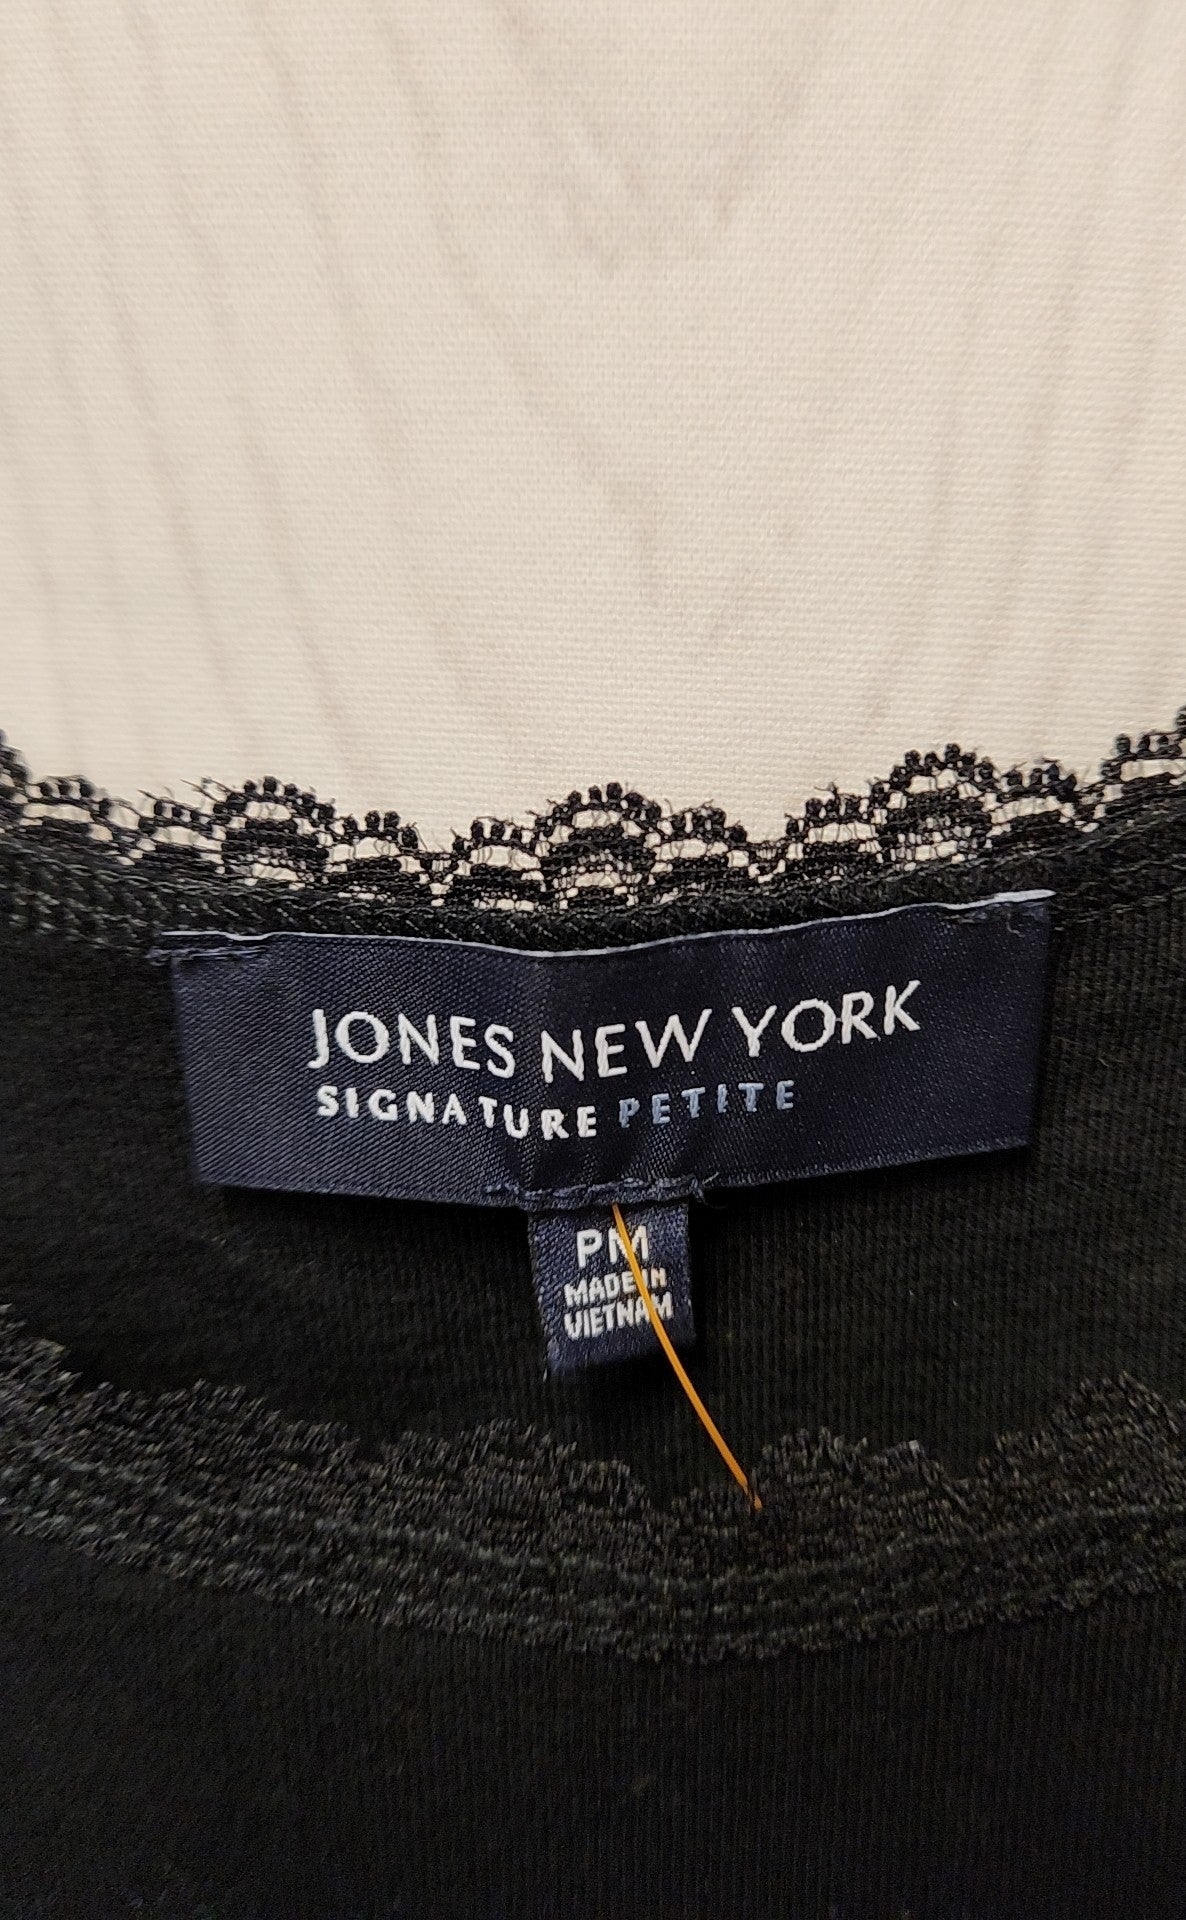 JONES NEW YORK
SIGNATURE PETITE
PM
MADE IN
VIETNAM